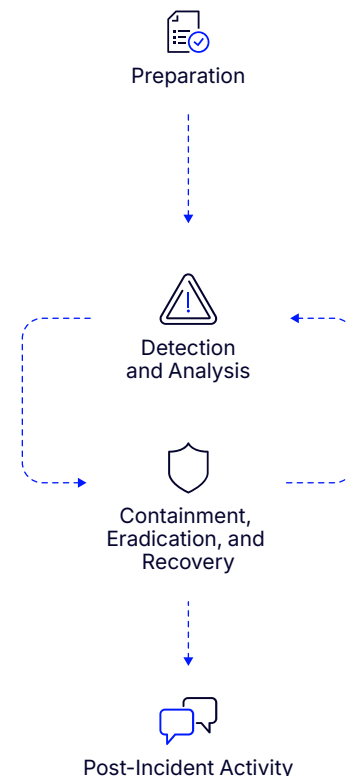 Preparation
Detection
and Analysis
Containment,
Eradication, and
Recovery
Post-Incident Activity